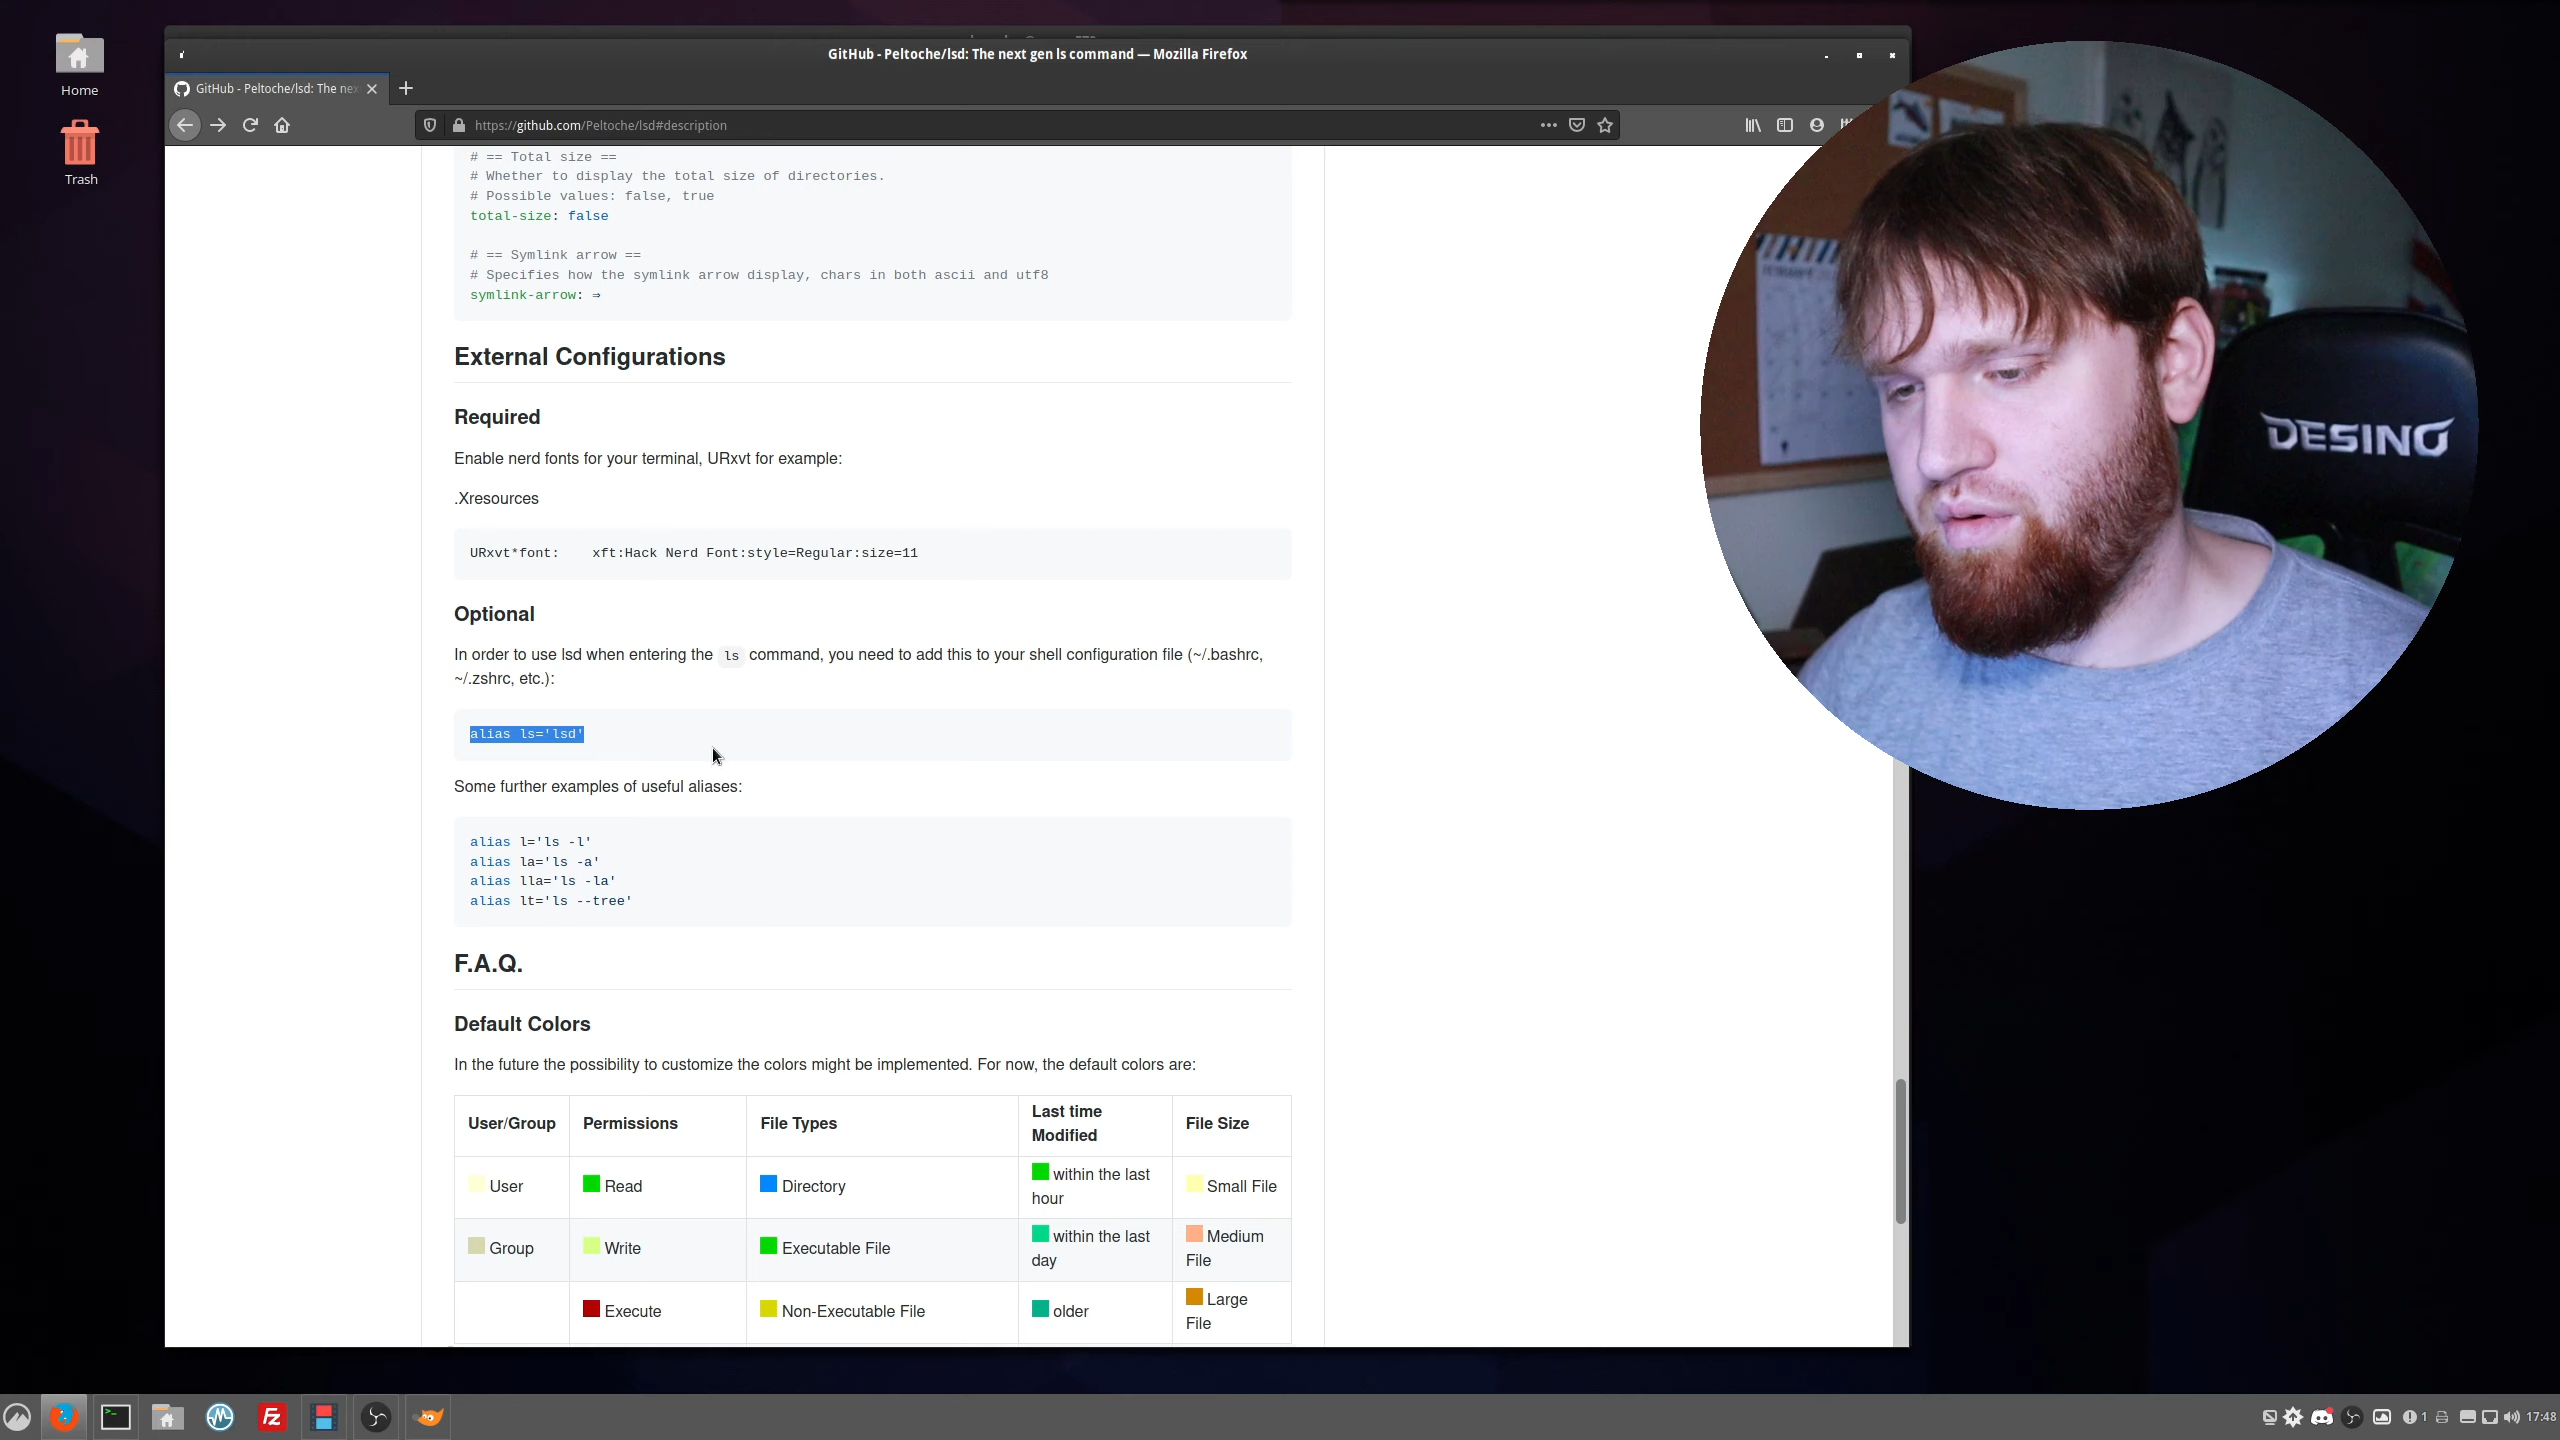 Home
Trash
GitHub - Peltoche/lsd: The next gen ls command — Mozilla Firefox
GitHub - Peltoche/lsd: The nex
https://github.com/Peltoche/lsd#description
# == Total size ==
# Whether to display the total size of directories.
# Possible values: false, true
total-size: false
# == Symlink arrow ==
# Specifies how the symlink arrow display, chars in both ascii and utf8
symlink-arrow: ⇒
External Configurations
Required
Enable nerd fonts for your terminal, URxvt for example:
.Xresources
URxvt*font:    xft:Hack Nerd Font:style=Regular:size=11
Optional
In order to use lsd when entering the ls command, you need to add this to your shell configuration file (~/.bashrc,
~/.zshrc, etc.):
alias ls='lsd'
Some further examples of useful aliases:
alias l='ls -l'
alias la='ls -a'
alias lla='ls -la'
alias lt='ls --tree'
F.A.Q.
Default Colors
In the future the possibility to customize the colors might be implemented. For now, the default colors are:
User/Group Permissions File Types Last time Modified File Size
User Read Directory within the last hour Small File
Group Write Executable File within the last day Medium File
Execute Non-Executable File older Large File
DESINO
1
17:48